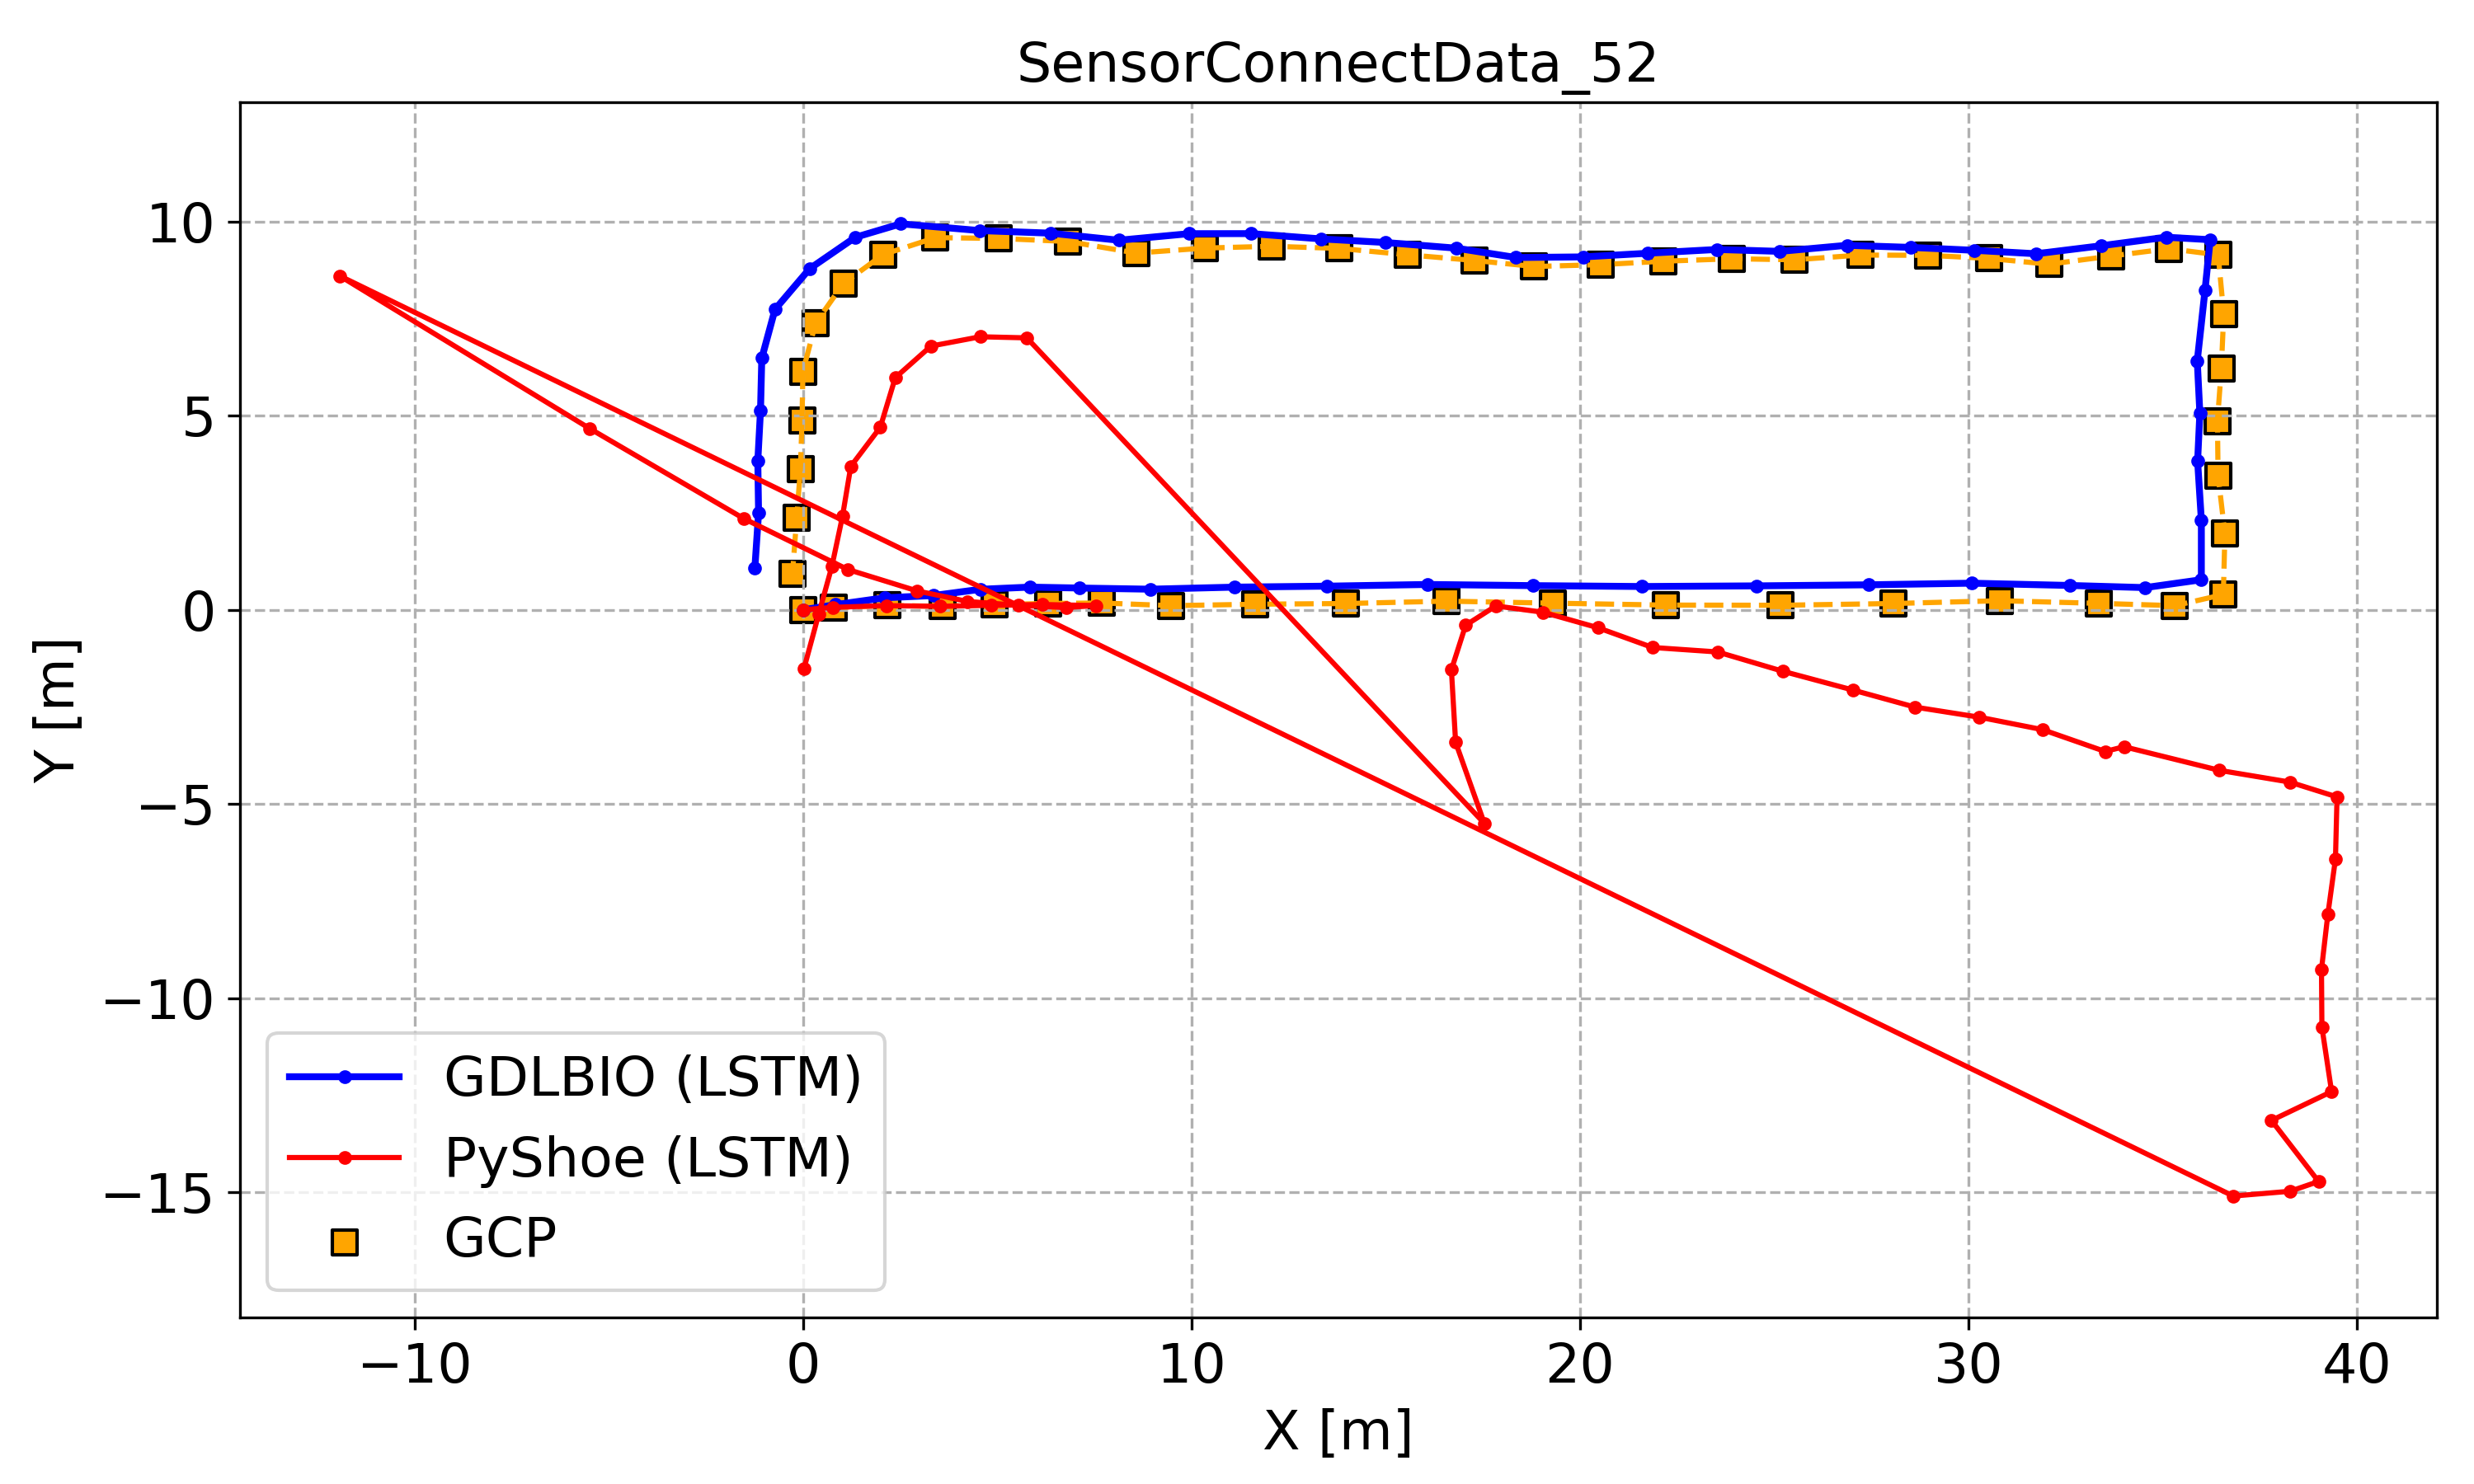 SensorConnectData_52
10
5
0
−5
−10
−15
Y [m]
GDLBIO (LSTM)
PyShoe (LSTM)
GCP
−10 0 10 20 30 40
X [m]